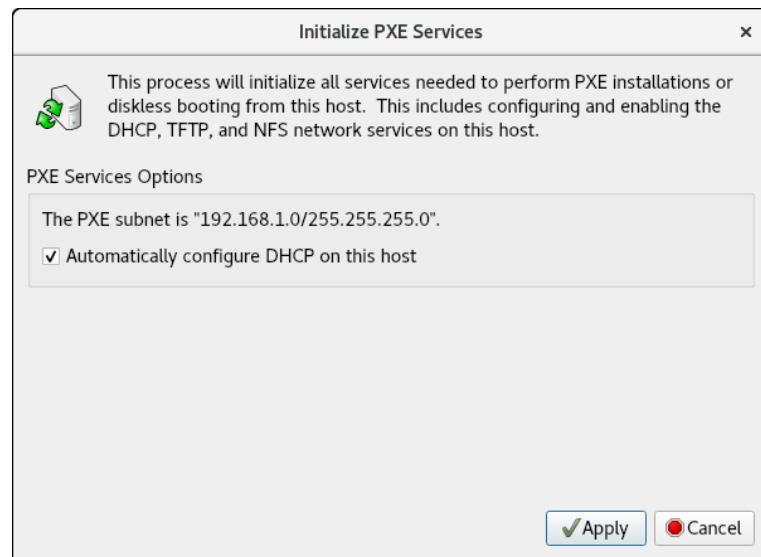 Initialize PXE Services
This process will initialize all services needed to perform PXE installations or
diskless booting from this host.  This includes configuring and enabling the
DHCP, TFTP, and NFS network services on this host.
PXE Services Options
The PXE subnet is "192.168.1.0/255.255.255.0".
Automatically configure DHCP on this host
Apply
Cancel